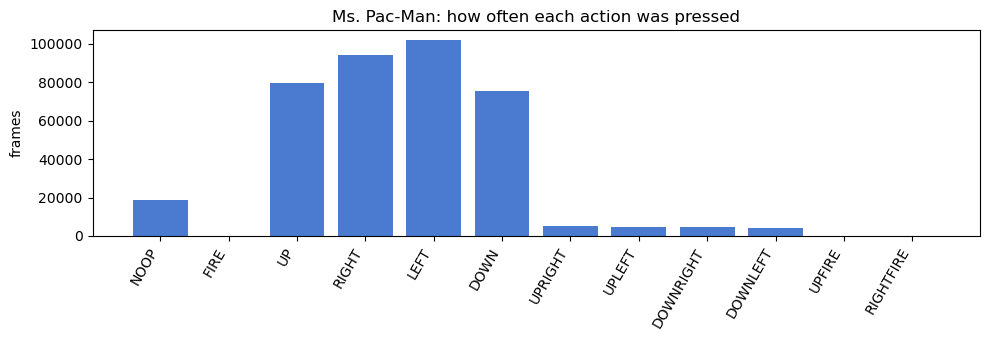 Ms. Pac-Man: how often each action was pressed
frames
100000
80000
60000
40000
20000
0
NOOP
FIRE
UP
RIGHT
LEFT
DOWN
UPRIGHT
UPLEFT
DOWNRIGHT
DOWNLEFT
UPFIRE
RIGHTFIRE